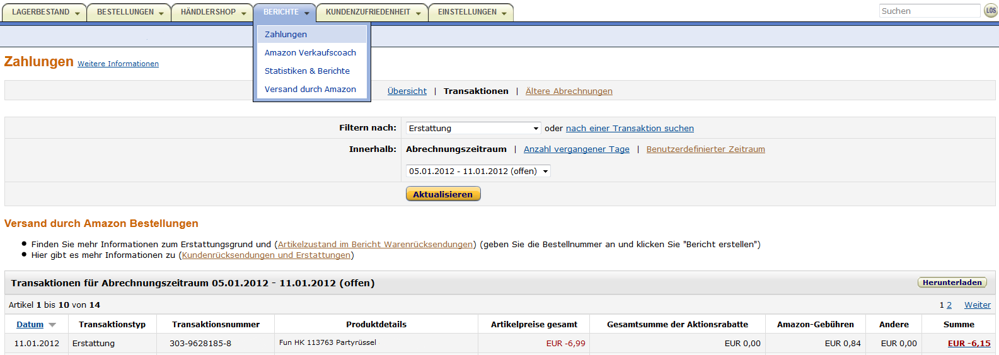 LAGERBESTAND BESTELLUNGEN HÄNDLERSHOP BERICHTE KUNDENZUFRIEDENHEIT EINSTELLUNGEN Suchen LOS
Zahlungen
Amazon Verkaufscoach
Statistiken & Berichte
Versand durch Amazon
Zahlungen Weitere Informationen
Übersicht | Transaktionen | Ältere Abrechnungen
Filtern nach: Erstattung oder nach einer Transaktion suchen
Innerhalb: Abrechnungszeitraum | Anzahl vergangener Tage | Benutzerdefinierter Zeitraum
05.01.2012 - 11.01.2012 (offen)
Aktualisieren
Versand durch Amazon Bestellungen
• Finden Sie mehr Informationen zum Erstattungsgrund und (Artikelzustand im Bericht Warenrücksendungen) (geben Sie die Bestellnummer an und klicken Sie "Bericht erstellen")
• Hier gibt es mehr Informationen zu (Kundenrücksendungen und Erstattungen)
Transaktionen für Abrechnungszeitraum 05.01.2012 - 11.01.2012 (offen) Herunterladen
Artikel 1 bis 10 von 14 1 2 Weiter
Datum Transaktionstyp Transaktionsnummer Produktdetails Artikelpreise gesamt Gesamtsumme der Aktionsrabatte Amazon-Gebühren Andere Summe
11.01.2012 Erstattung 303-9628185-8 Fun HK 113763 Partyrüssel EUR -6,99 EUR 0,00 EUR 0,84 EUR 0,00 EUR -6,15